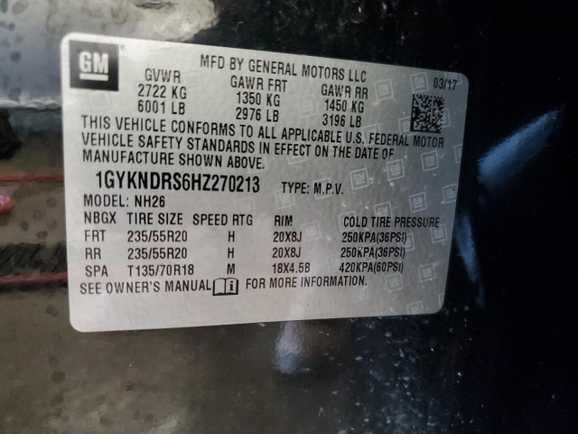 GM
MFD BY GENERAL MOTORS LLC
03/17
GVWR GAWR FRT GAWR RR
2722 KG 1350 KG 1450 KG
6001 LB 2976 LB 3196 LB
THIS VEHICLE CONFORMS TO ALL APPLICABLE U.S. FEDERAL MOTOR
VEHICLE SAFETY STANDARDS IN EFFECT ON THE DATE OF
MANUFACTURE SHOWN ABOVE.
1GYKNDRS6HZ270213 TYPE: M.P.V.
MODEL: NH26
NBGX TIRE SIZE SPEED RTG RIM COLD TIRE PRESSURE
FRT 235/55R20 H 20X8J 250KPA(36PSI)
RR 235/55R20 H 20X8J 250KPA(36PSI)
SPA T135/70R18 M 18X4.5B 420KPA(60PSI)
SEE OWNER'S MANUAL FOR MORE INFORMATION.